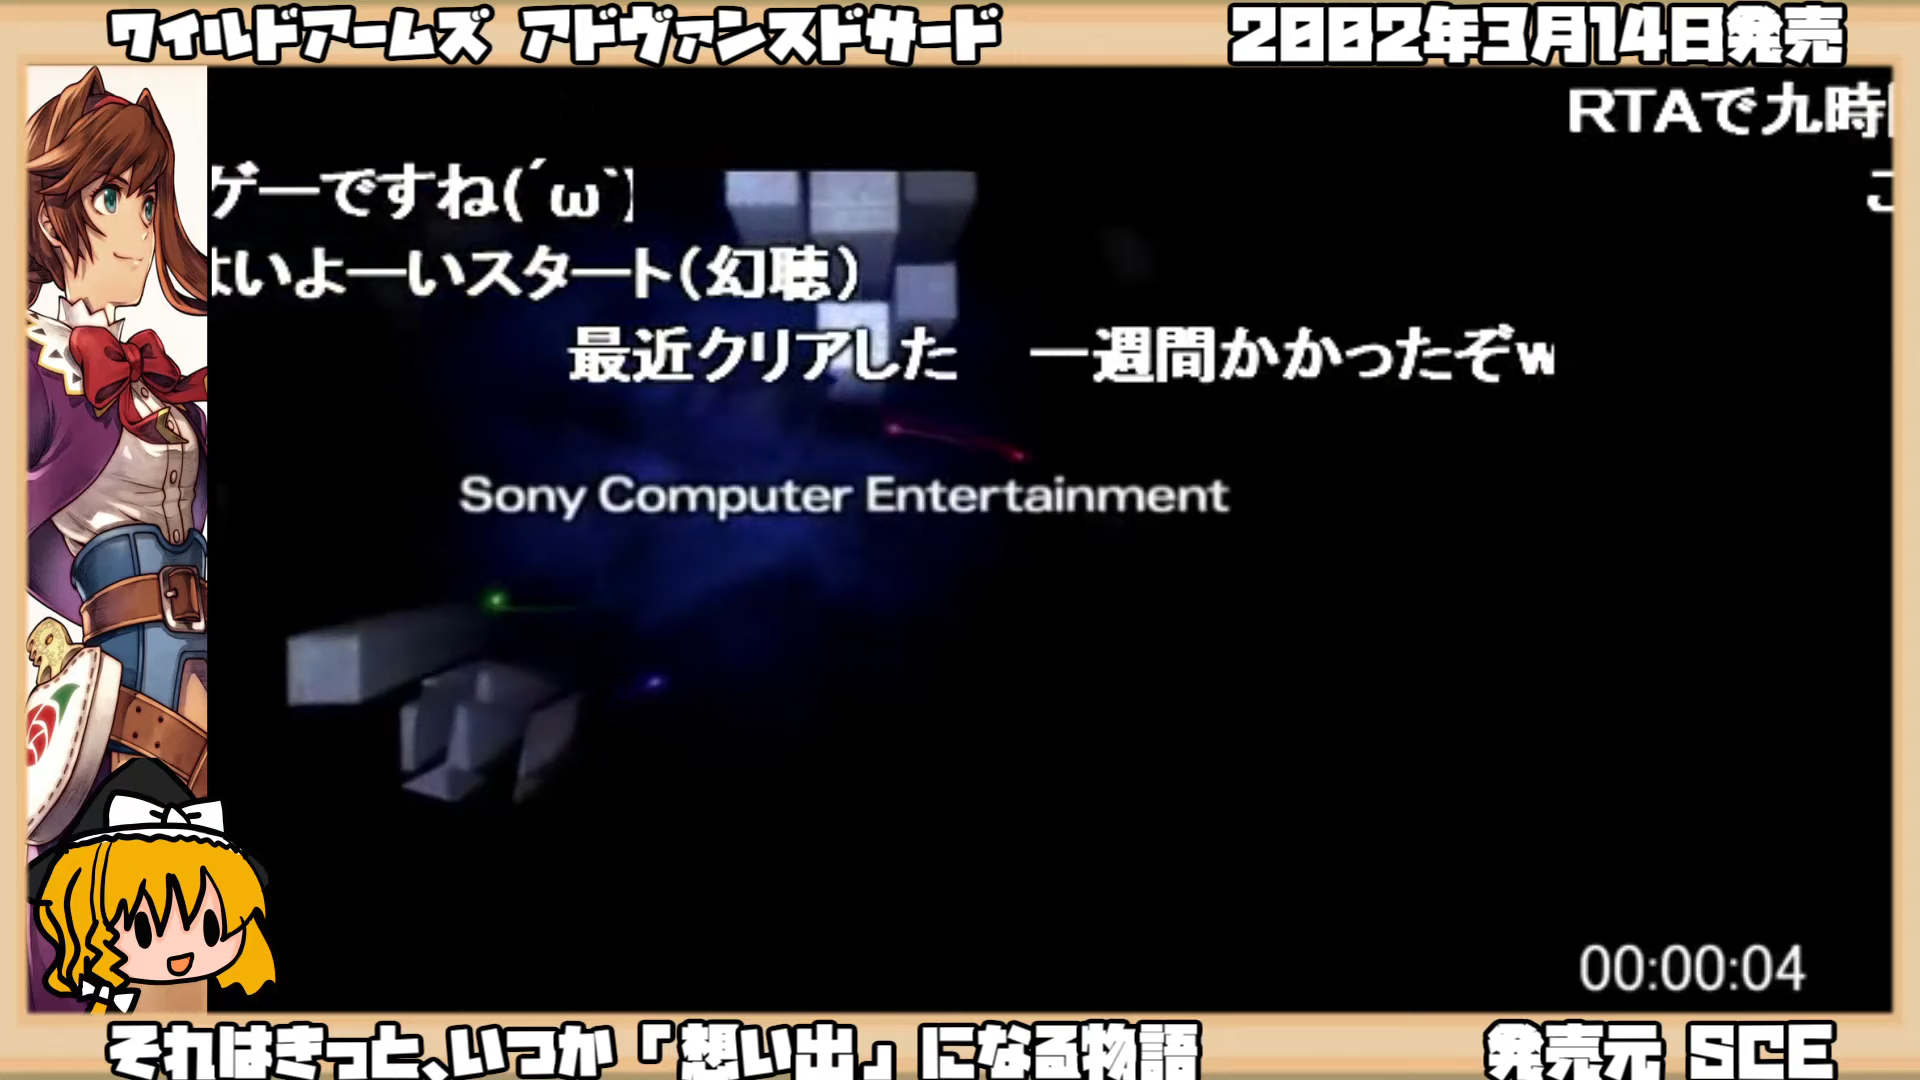 ワイルドアームズ アドヴァンスドサード
2002年3月14日発売
RTAで九時
ゲーですね(´ω`)
はいよーいスタート(幻聴)
最近クリアした 一週間かかったぞw
Sony Computer Entertainment
00:00:04
それはきっと、いつか「想い出」になる物語
発売元 SCE